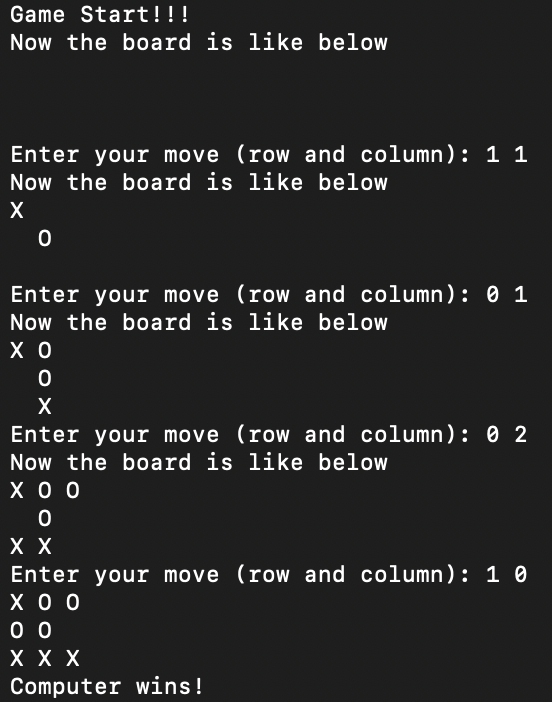 Game Start!!!
Now the board is like below
Enter your move (row and column): 1 1
Now the board is like below
X
  O
Enter your move (row and column): 0 1
Now the board is like below
X O
  O
  X
Enter your move (row and column): 0 2
Now the board is like below
X O O
  O
X X
Enter your move (row and column): 1 0
X O O
O O
X X X
Computer wins!